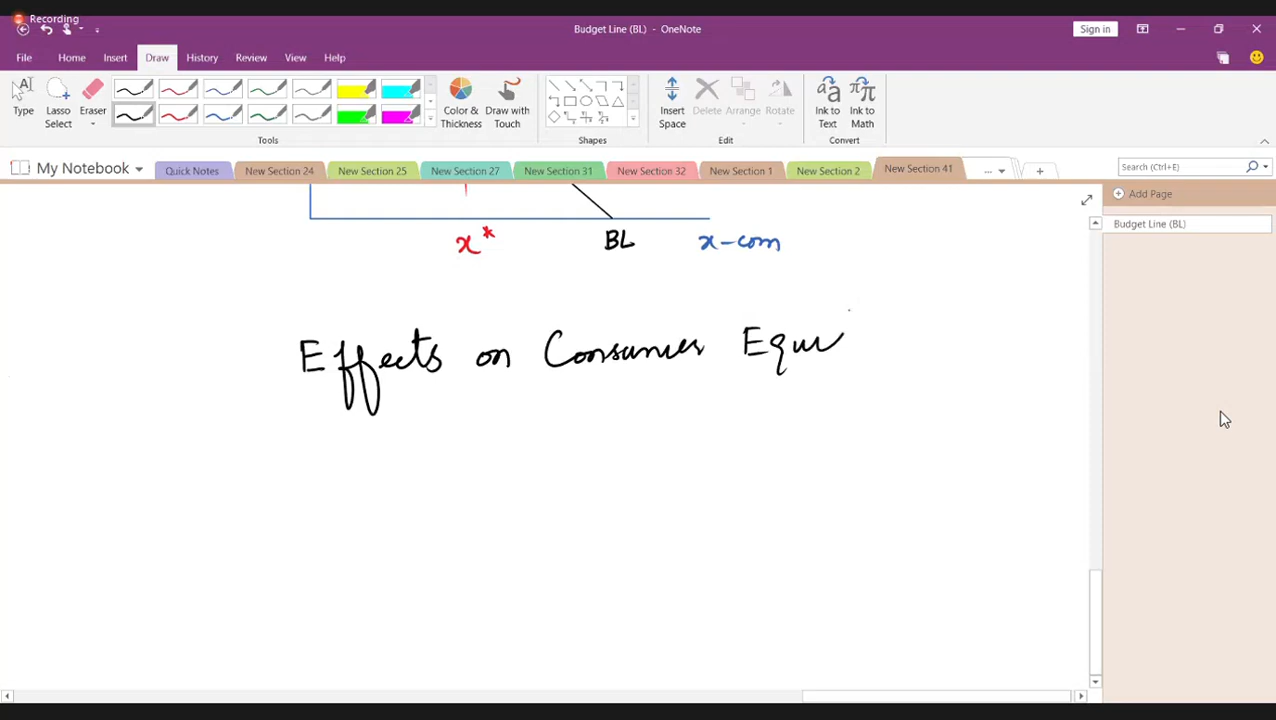 Recording
Budget Line (BL) - OneNote
Sign in
File Home Insert Draw History Review View Help
Type
Lasso Select
Eraser
Color & Thickness
Draw with Touch
Insert Space
Delete
Arrange
Rotate
Ink to Text
Ink to Math
Tools
Shapes
Edit
Convert
My Notebook
Quick Notes
New Section 24
New Section 25
New Section 27
New Section 31
New Section 32
New Section 1
New Section 2
New Section 41
...
Search (Ctrl+E)
Add Page
Budget Line (BL)
x* BL x-com
Effects on Consumer Equi